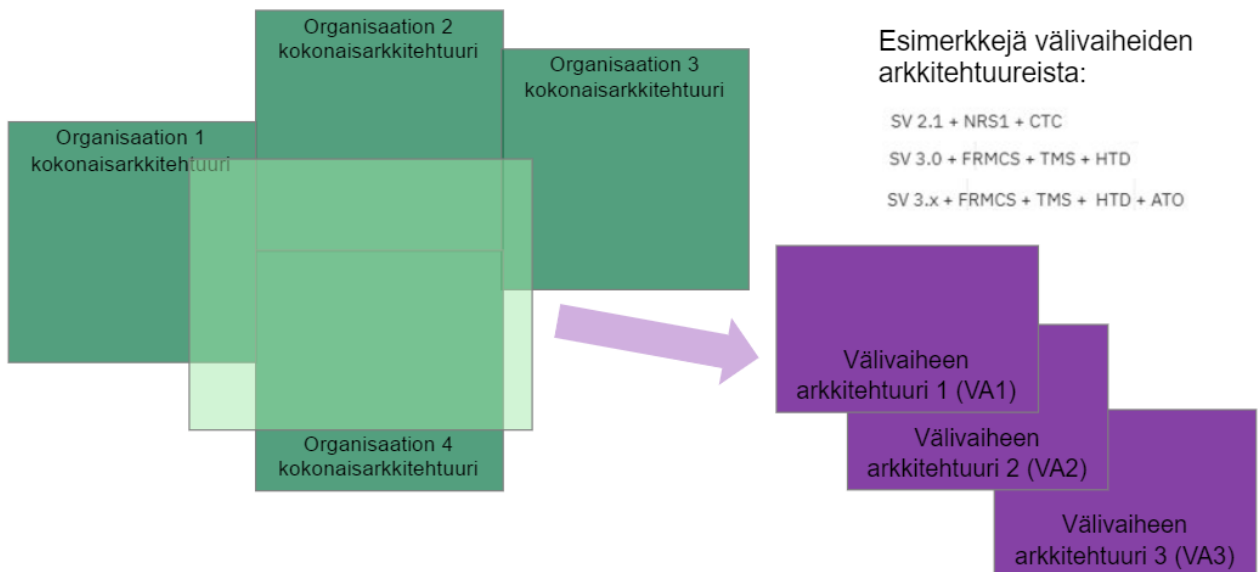 Organisaation 1
kokonaisarkkitehtuuri
Organisaation 2
kokonaisarkkitehtuuri
Organisaation 3
kokonaisarkkitehtuuri
Organisaation 4
kokonaisarkkitehtuuri
Esimerkkejä välivaiheiden
arkkitehtuureista:
SV 2.1 + NRS1 + CTC
SV 3.0 + FRMCS + TMS + HTD
SV 3.x + FRMCS + TMS + HTD + ATO
Välivaiheen
arkkitehtuuri 1 (VA1)
Välivaiheen
arkkitehtuuri 2 (VA2)
Välivaiheen
arkkitehtuuri 3 (VA3)